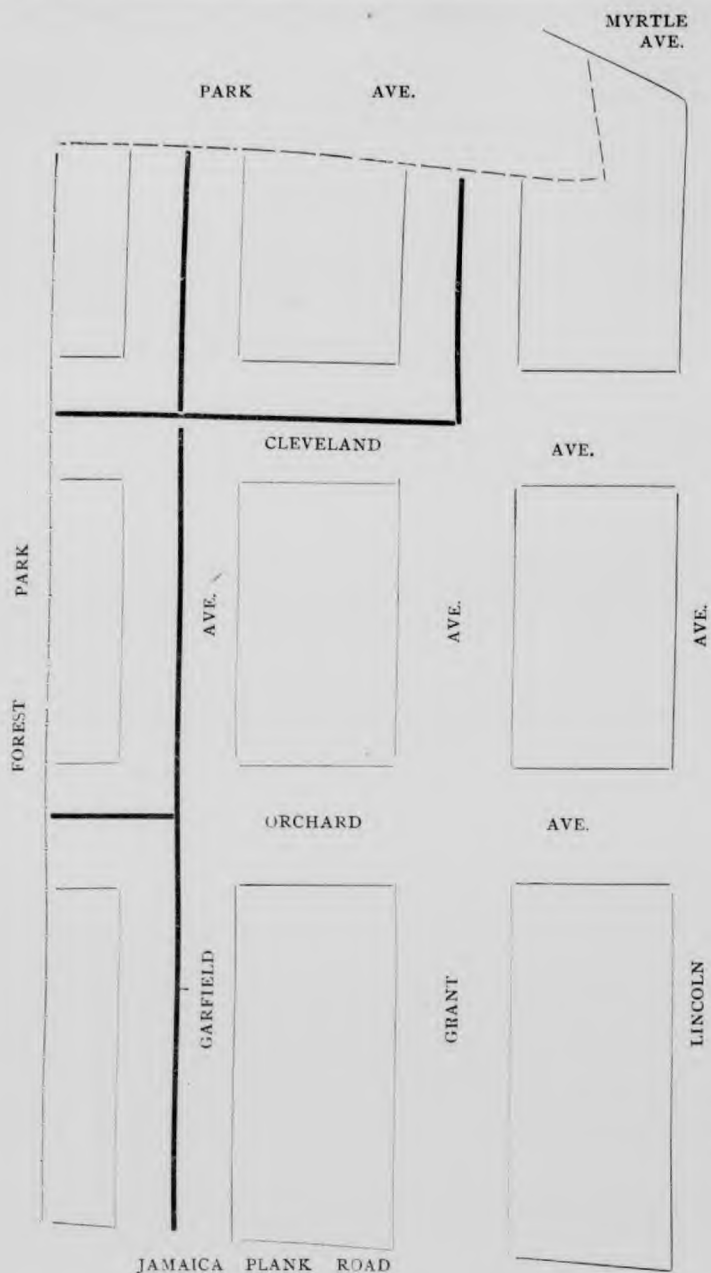 MYRTLE
AVE.
PARK AVE.
CLEVELAND AVE.
FOREST PARK
GARFIELD AVE.
GRANT AVE.
LINCOLN AVE.
ORCHARD AVE.
JAMAICA PLANK ROAD